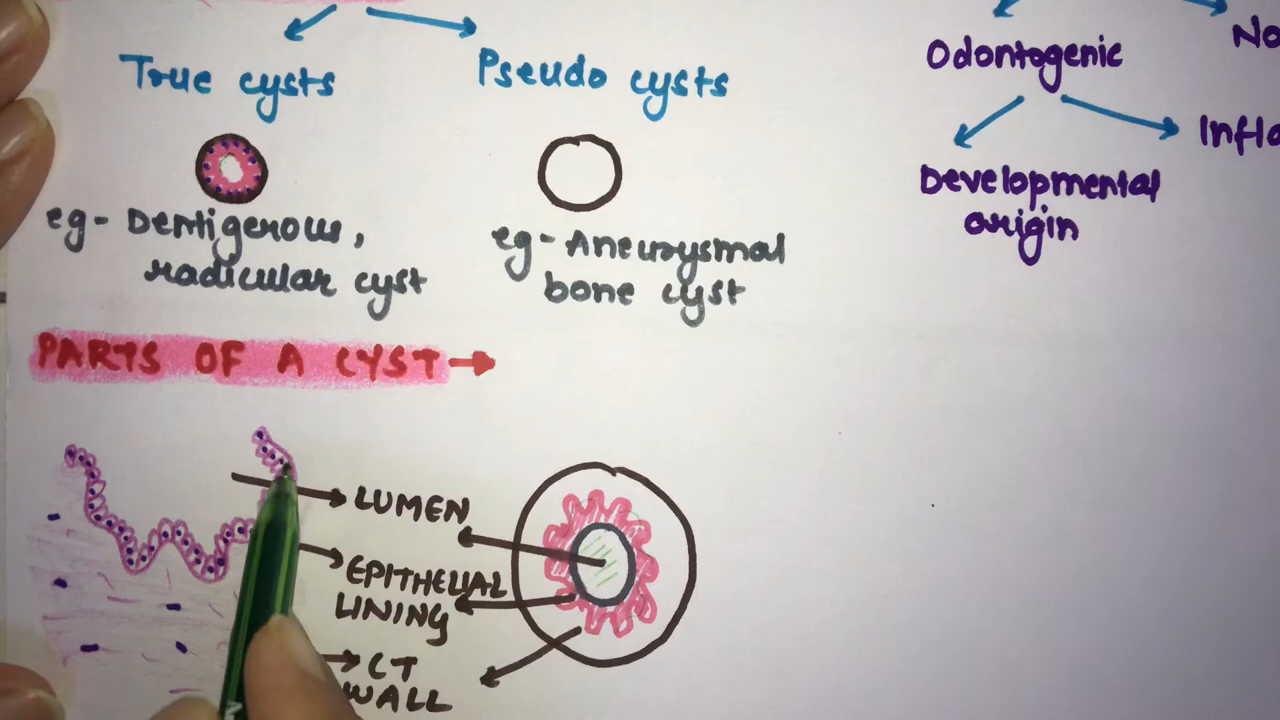 True cysts
Pseudo cysts
eg- Dentigerous,
radicular cyst
eg- Aneurysmal
bone cyst
Odontogenic
No
Developmental
origin
Infla
PARTS OF A CYST
LUMEN
EPITHELIAL
LINING
CT
WALL